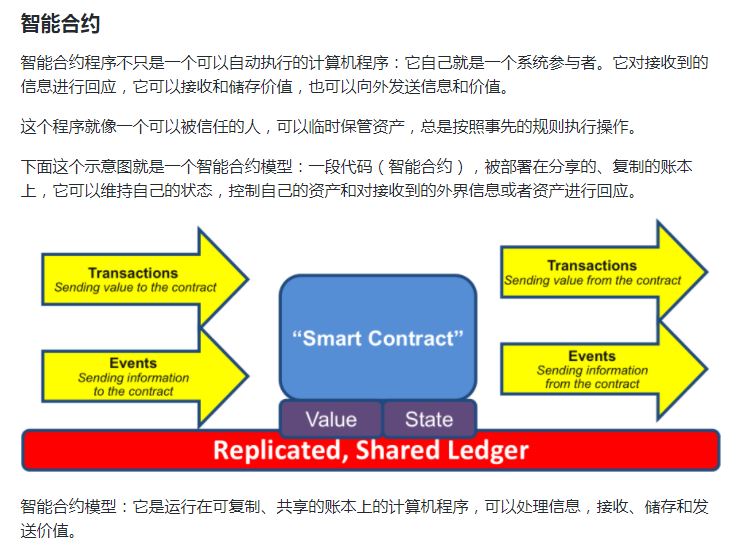 智能合约
智能合约程序不只是一个可以自动执行的计算机程序：它自己就是一个系统参与者。它对接收到的
信息进行回应，它可以接收和储存价值，也可以向外发送信息和价值。
这个程序就像一个可以被信任的人，可以临时保管资产，总是按照事先的规则执行操作。
下面这个示意图就是一个智能合约模型：一段代码（智能合约），被部署在分享的、复制的账本
上，它可以维持自己的状态，控制自己的资产和对接收到的外界信息或者资产进行回应。
Transactions
Sending value to the contract
Events
Sending information
to the contract
“Smart Contract”
Value
State
Transactions
Sending value from the contract
Events
Sending information
from the contract
Replicated, Shared Ledger
智能合约模型：它是运行在可复制、共享的账本上的计算机程序，可以处理信息，接收、储存和发
送价值。